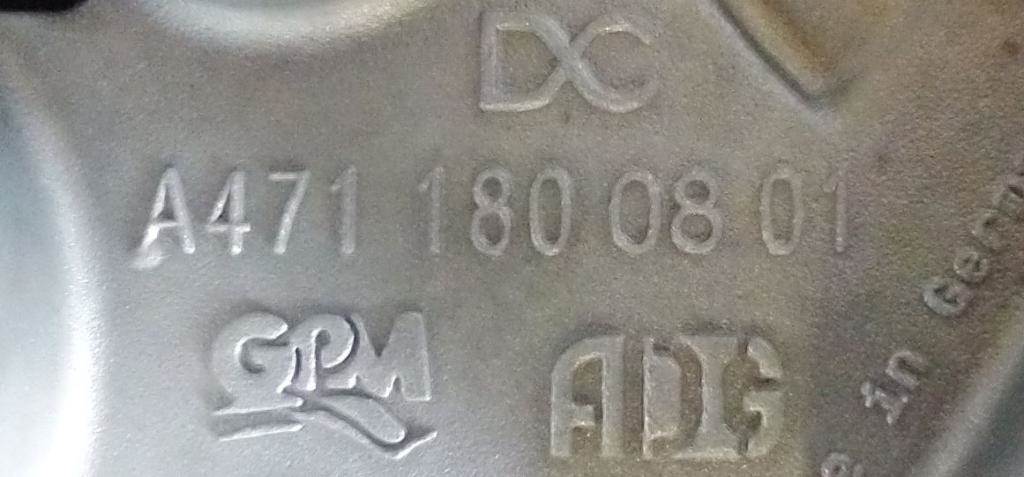 DC
A471 180 08 01
GPM
ADG
e in Germ